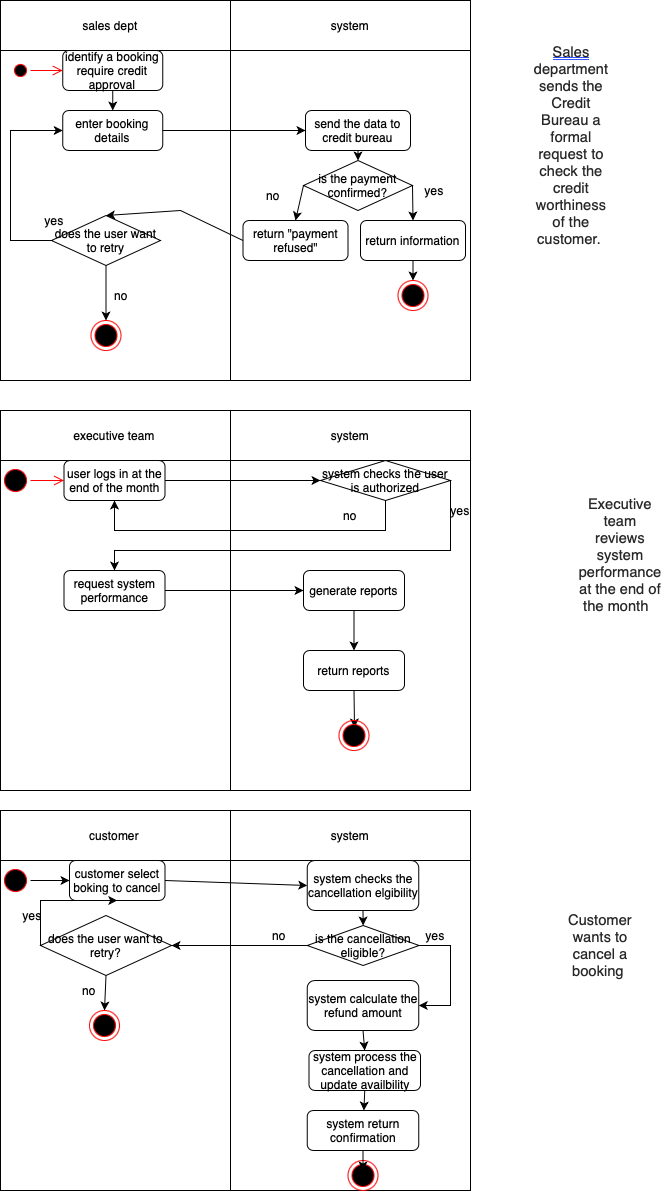 sales dept
system
identify a booking
require credit
approval
enter booking
details
send the data to
credit bureau
is the payment
confirmed?
no
yes
return "payment
refused"
return information
yes
does the user want
to retry
no
Sales
department
sends the
Credit
Bureau a
formal
request to
check the
credit
worthiness
of the
customer.
executive team
system
user logs in at the
end of the month
system checks the user
is authorized
no
yes
request system
performance
generate reports
return reports
Executive
team
reviews
system
performance
at the end of
the month
customer
system
customer select
boking to cancel
system checks the
cancellation elgibility
yes
does the user want to
retry?
no
is the cancellation
eligible?
yes
no
system calculate the
refund amount
system process the
cancellation and
update availbility
system return
confirmation
Customer
wants to
cancel a
booking